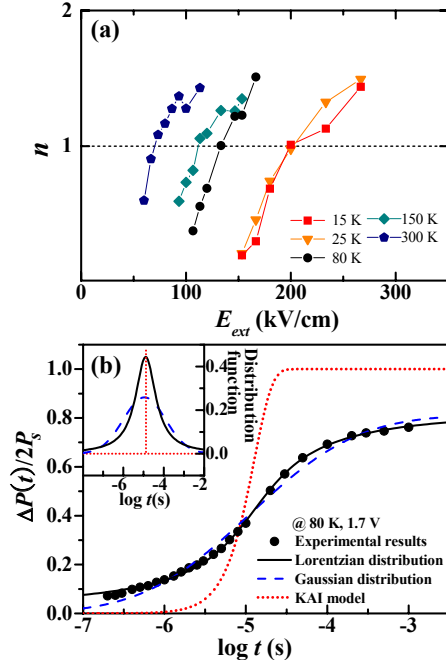 2
(a)
n
1
15 K
150 K
25 K
300 K
80 K
0
0
100
200
300
E_ext (kV/cm)
1.0
(b)
0.4
0.2
0.0
Distribution function
-6
-4
-2
log t(s)
ΔP(t)/2P_s
0.8
0.6
0.4
0.2
0.0
@ 80 K, 1.7 V
Experimental results
Lorentzian distribution
Gaussian distribution
KAI model
-7
-6
-5
-4
-3
log t (s)